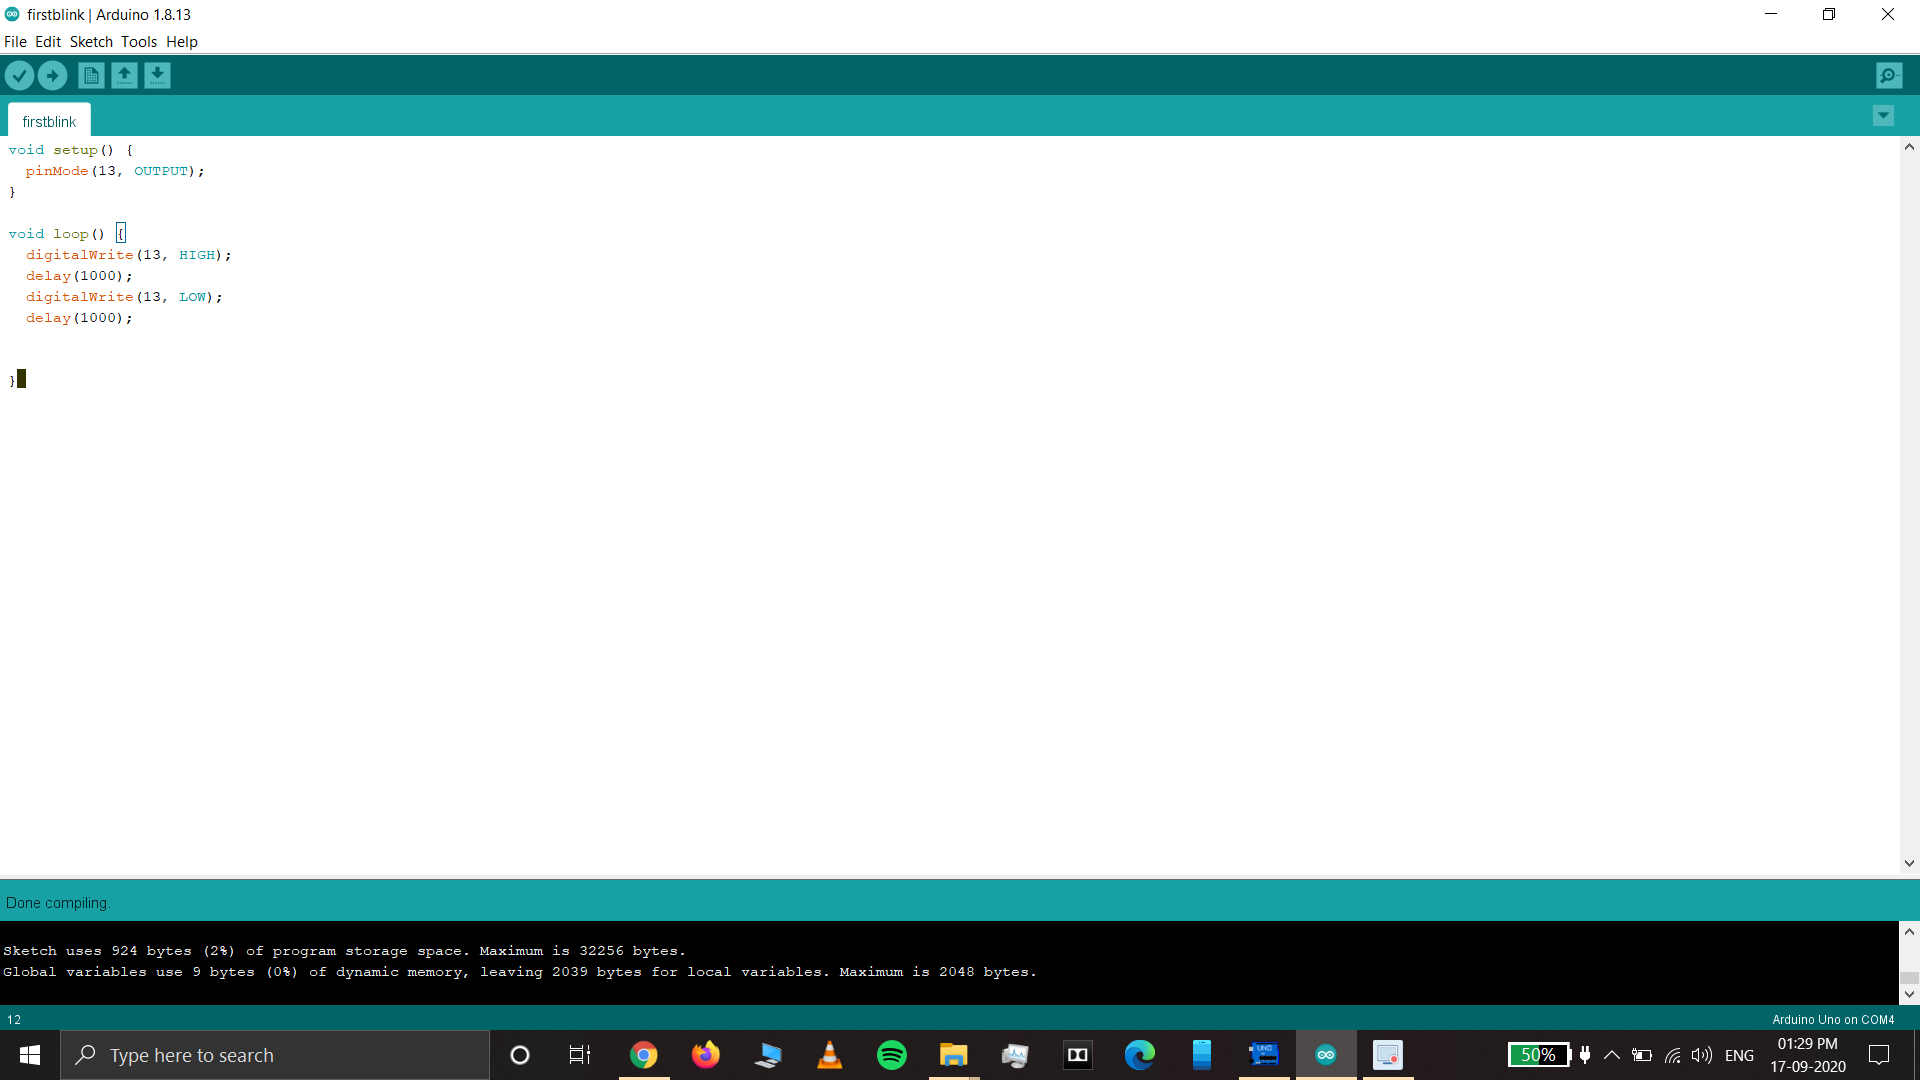 firstblink | Arduino 1.8.13
File Edit Sketch Tools Help
firstblink
void setup() {
  pinMode(13, OUTPUT);
}
void loop() {
  digitalWrite(13, HIGH);
  delay(1000);
  digitalWrite(13, LOW);
  delay(1000);
}
Done compiling.
Sketch uses 924 bytes (2%) of program storage space. Maximum is 32256 bytes.
Global variables use 9 bytes (0%) of dynamic memory, leaving 2039 bytes for local variables. Maximum is 2048 bytes.
12
Arduino Uno on COM4
Type here to search
UNO
50%
ENG
01:29 PM
17-09-2020